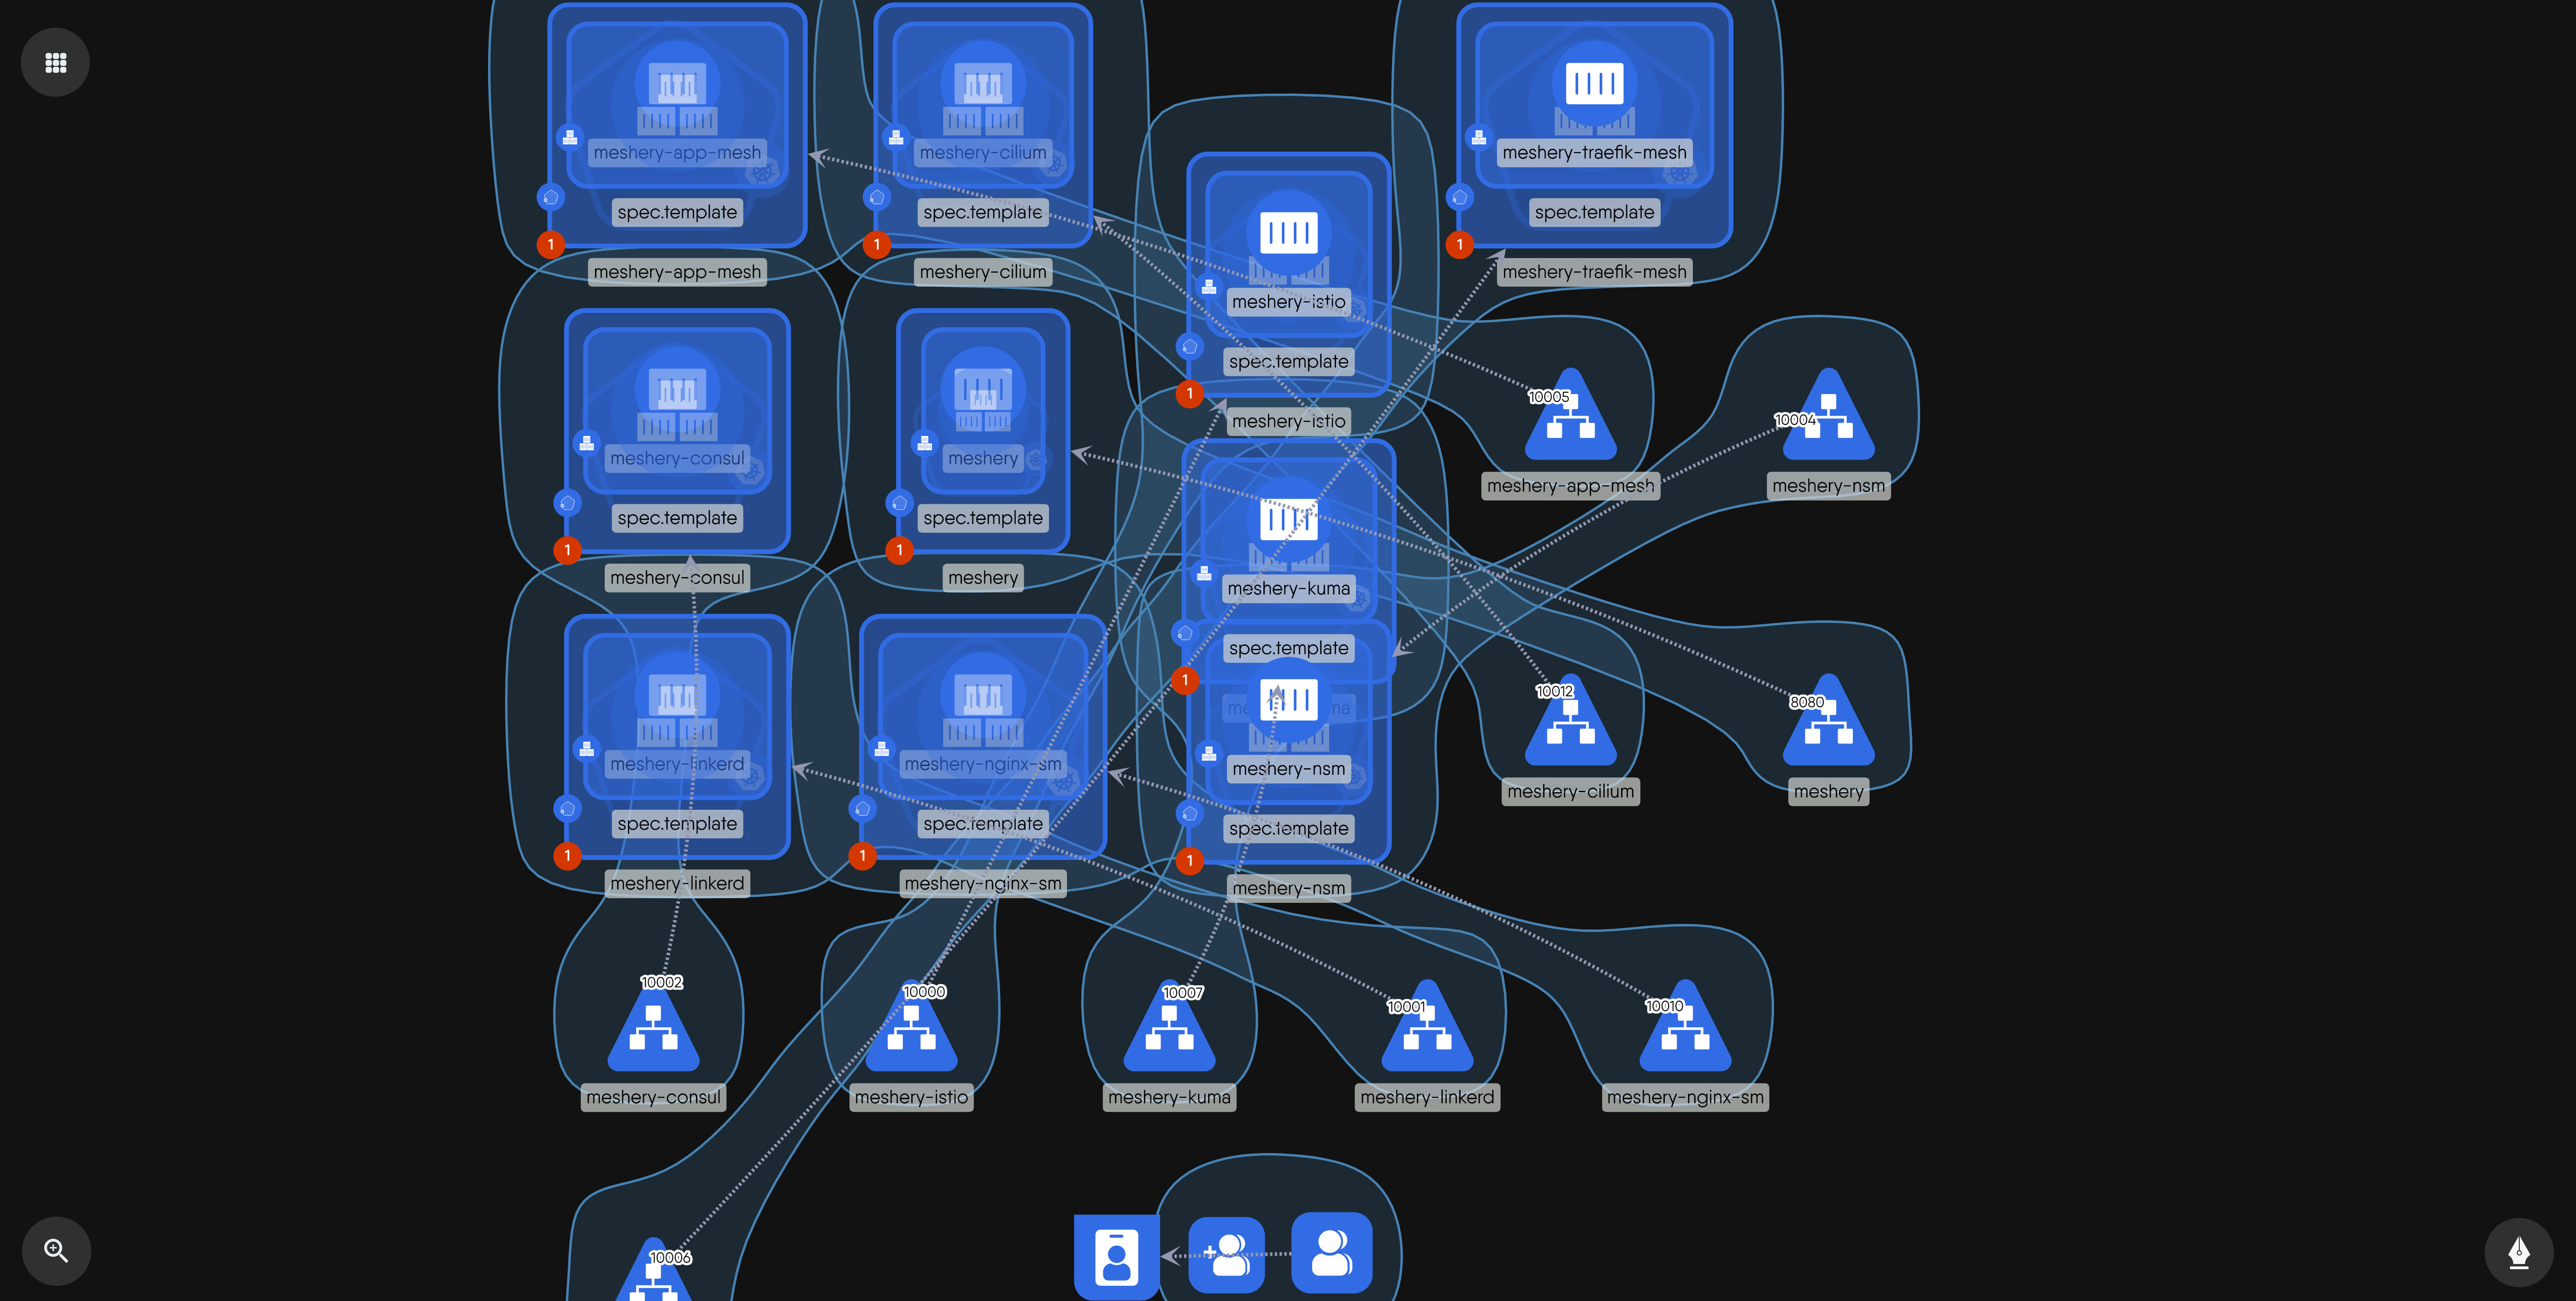 meshery-app-mesh
spec.template
1
meshery-app-mesh
meshery-cilium
spec.template
1
meshery-cilium
meshery-istio
spec.template
1
meshery-istio
meshery-traefik-mesh
spec.template
1
meshery-traefik-mesh
meshery-consul
spec.template
1
meshery-consul
meshery
spec.template
1
meshery
meshery-kuma
spec.template
1
10005
meshery-app-mesh
10004
meshery-nsm
meshery-linkerd
spec.template
1
meshery-linkerd
meshery-nginx-sm
spec.template
1
meshery-nginx-sm
meshery-nsm
spec.template
1
meshery-nsm
10012
meshery-cilium
8080
meshery
10002
meshery-consul
10000
meshery-istio
10007
meshery-kuma
10001
meshery-linkerd
10010
meshery-nginx-sm
10006